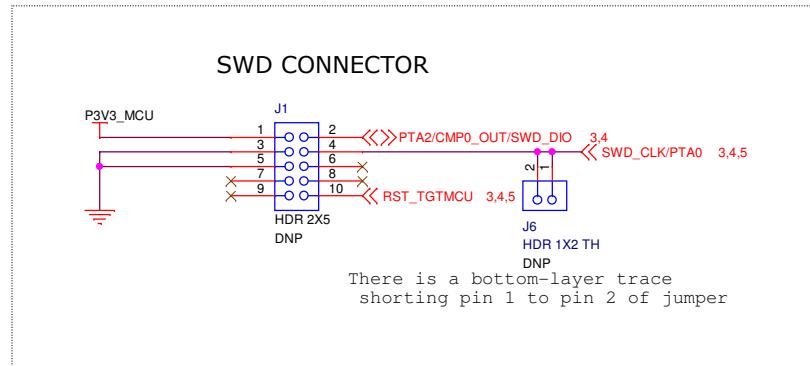 SWD CONNECTOR
J1
P3V3_MCU
1 2 PTA2/CMP0_OUT/SWD_DIO 3,4
3 4 SWD_CLK/PTA0 3,4,5
5 6
7 8
9 10 RST_TGTMCU 3,4,5
2 1
HDR 2X5
DNP
J6
HDR 1X2 TH
DNP
There is a bottom-layer trace
shorting pin 1 to pin 2 of jumper